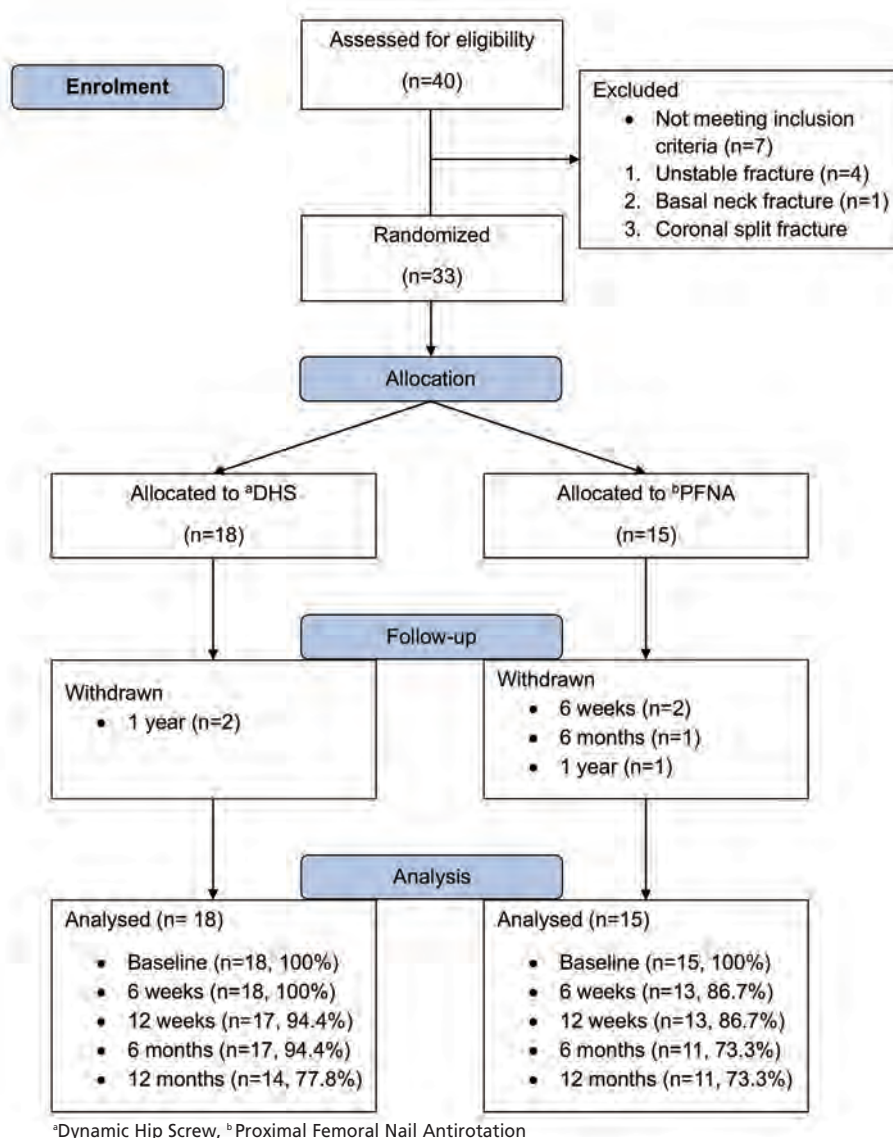 Assessed for eligibility
(n=40)
Enrolment
Excluded
• Not meeting inclusion
criteria (n=7)
1. Unstable fracture (n=4)
2. Basal neck fracture (n=1)
3. Coronal split fracture
Randomized
(n=33)
Allocation
Allocated to ᵃDHS
(n=18)
Allocated to ᵇPFNA
(n=15)
Follow-up
Withdrawn
• 1 year (n=2)
Withdrawn
• 6 weeks (n=2)
• 6 months (n=1)
• 1 year (n=1)
Analysis
Analysed (n= 18)
• Baseline (n=18, 100%)
• 6 weeks (n=18, 100%)
• 12 weeks (n=17, 94.4%)
• 6 months (n=17, 94.4%)
• 12 months (n=14, 77.8%)
Analysed (n=15)
• Baseline (n=15, 100%)
• 6 weeks (n=13, 86.7%)
• 12 weeks (n=13, 86.7%)
• 6 months (n=11, 73.3%)
• 12 months (n=11, 73.3%)
ᵃDynamic Hip Screw, ᵇ Proximal Femoral Nail Antirotation